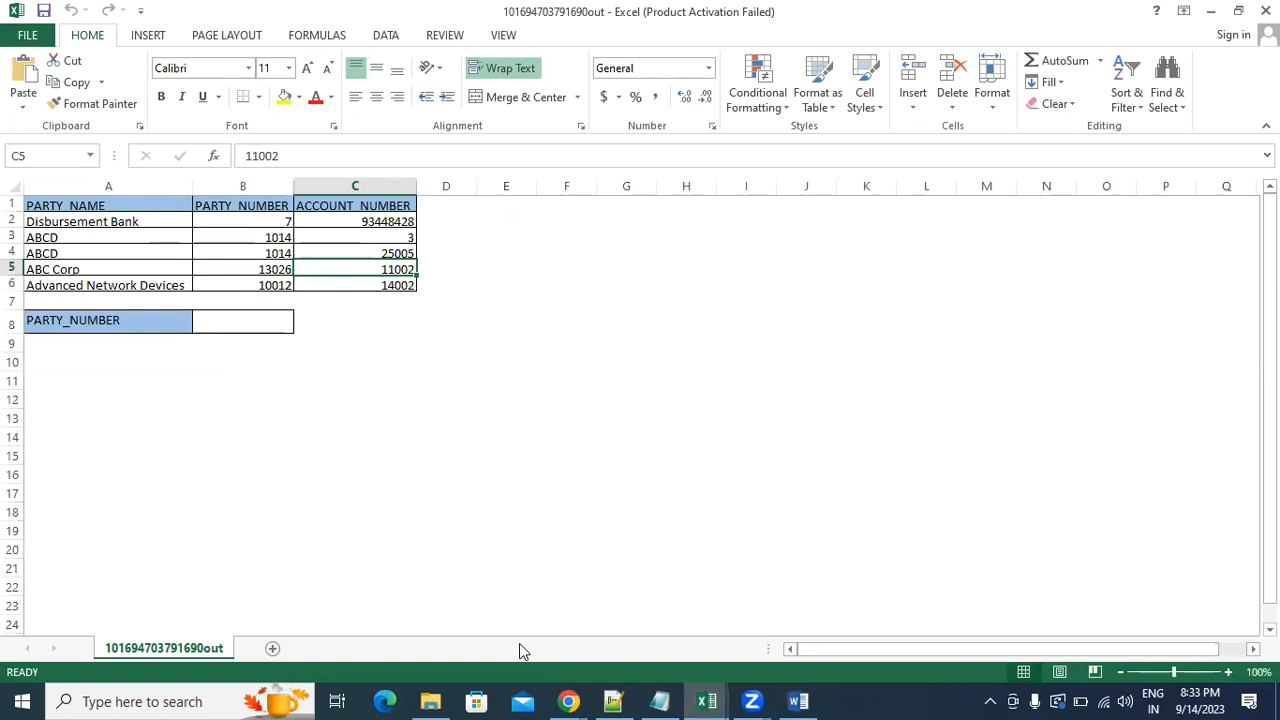 101694703791690out - Excel (Product Activation Failed)
FILE HOME INSERT PAGE LAYOUT FORMULAS DATA REVIEW VIEW Sign in
Cut
Copy
Format Painter
Paste
Clipboard
Calibri 11
B I U
Font
Wrap Text
Merge & Center
Alignment
General
$ % ,
Number
Conditional Formatting
Format as Table
Cell Styles
Styles
Insert Delete Format
Cells
AutoSum
Fill
Clear
Sort & Filter
Find & Select
Editing
C5 fx 11002
A B C D E F G H I J K L M N O P Q
1 PARTY_NAME PARTY_NUMBER ACCOUNT_NUMBER
2 Disbursement Bank 7 93448428
3 ABCD 1014 3
4 ABCD 1014 25005
5 ABC Corp 13026 11002
6 Advanced Network Devices 10012 14002
7
8 PARTY_NUMBER
9
10
11
12
13
14
15
16
17
18
19
20
21
22
23
24
101694703791690out
READY 100%
Type here to search
ENG
IN
8:33 PM
9/14/2023